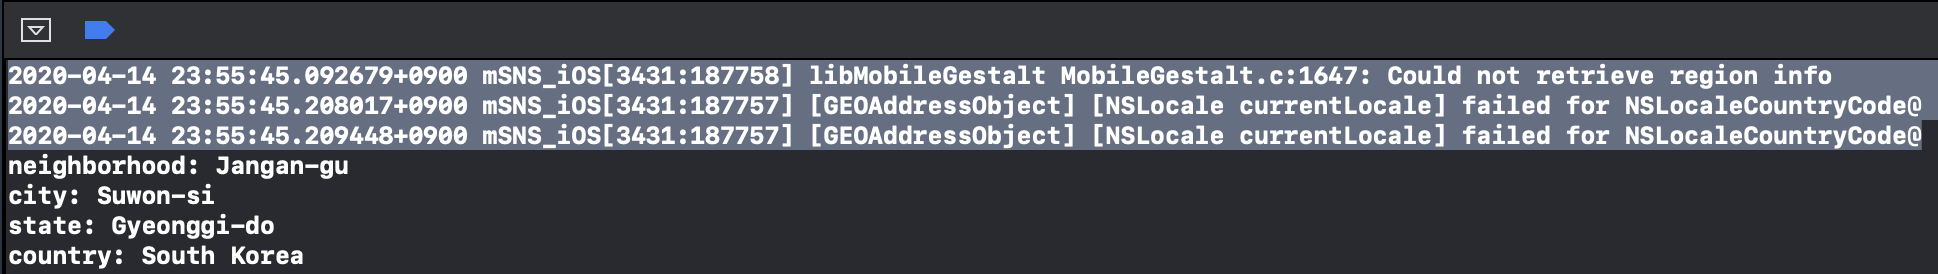 2020-04-14 23:55:45.092679+0900 mSNS_iOS[3431:187758] libMobileGestalt MobileGestalt.c:1647: Could not retrieve region info
2020-04-14 23:55:45.208017+0900 mSNS_iOS[3431:187757] [GEOAddressObject] [NSLocale currentLocale] failed for NSLocaleCountryCode@
2020-04-14 23:55:45.209448+0900 mSNS_iOS[3431:187757] [GEOAddressObject] [NSLocale currentLocale] failed for NSLocaleCountryCode@
neighborhood: Jangan-gu
city: Suwon-si
state: Gyeonggi-do
country: South Korea